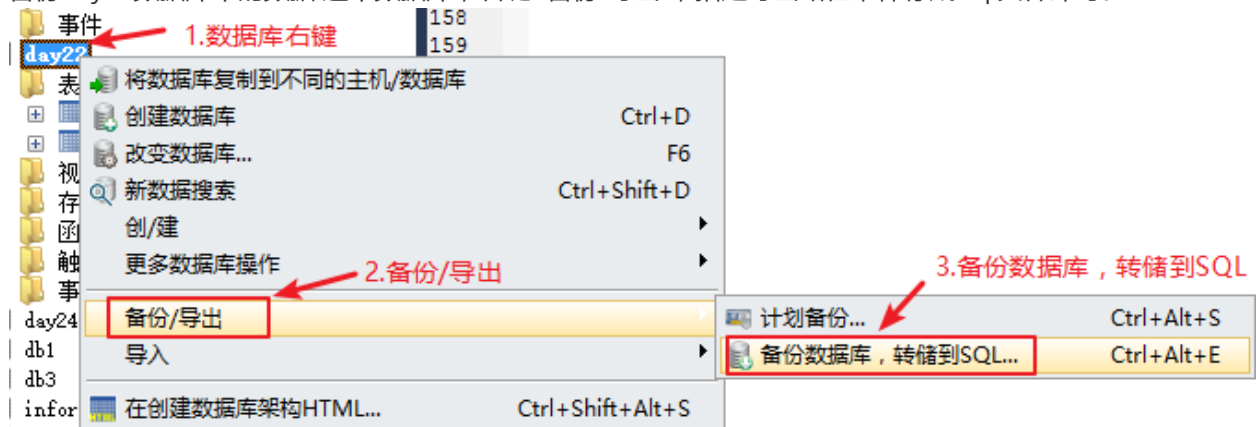 事件
158
1.数据库右键
159
day22
表
将数据库复制到不同的主机/数据库
创建数据库 Ctrl+D
改变数据库... F6
视
新数据搜索 Ctrl+Shift+D
存
函
创/建
触
更多数据库操作
2.备份/导出
3.备份数据库，转储到SQL
事
day24
备份/导出
计划备份... Ctrl+Alt+S
db1
导入
备份数据库，转储到SQL... Ctrl+Alt+E
db3
infor
在创建数据库架构HTML... Ctrl+Shift+Alt+S